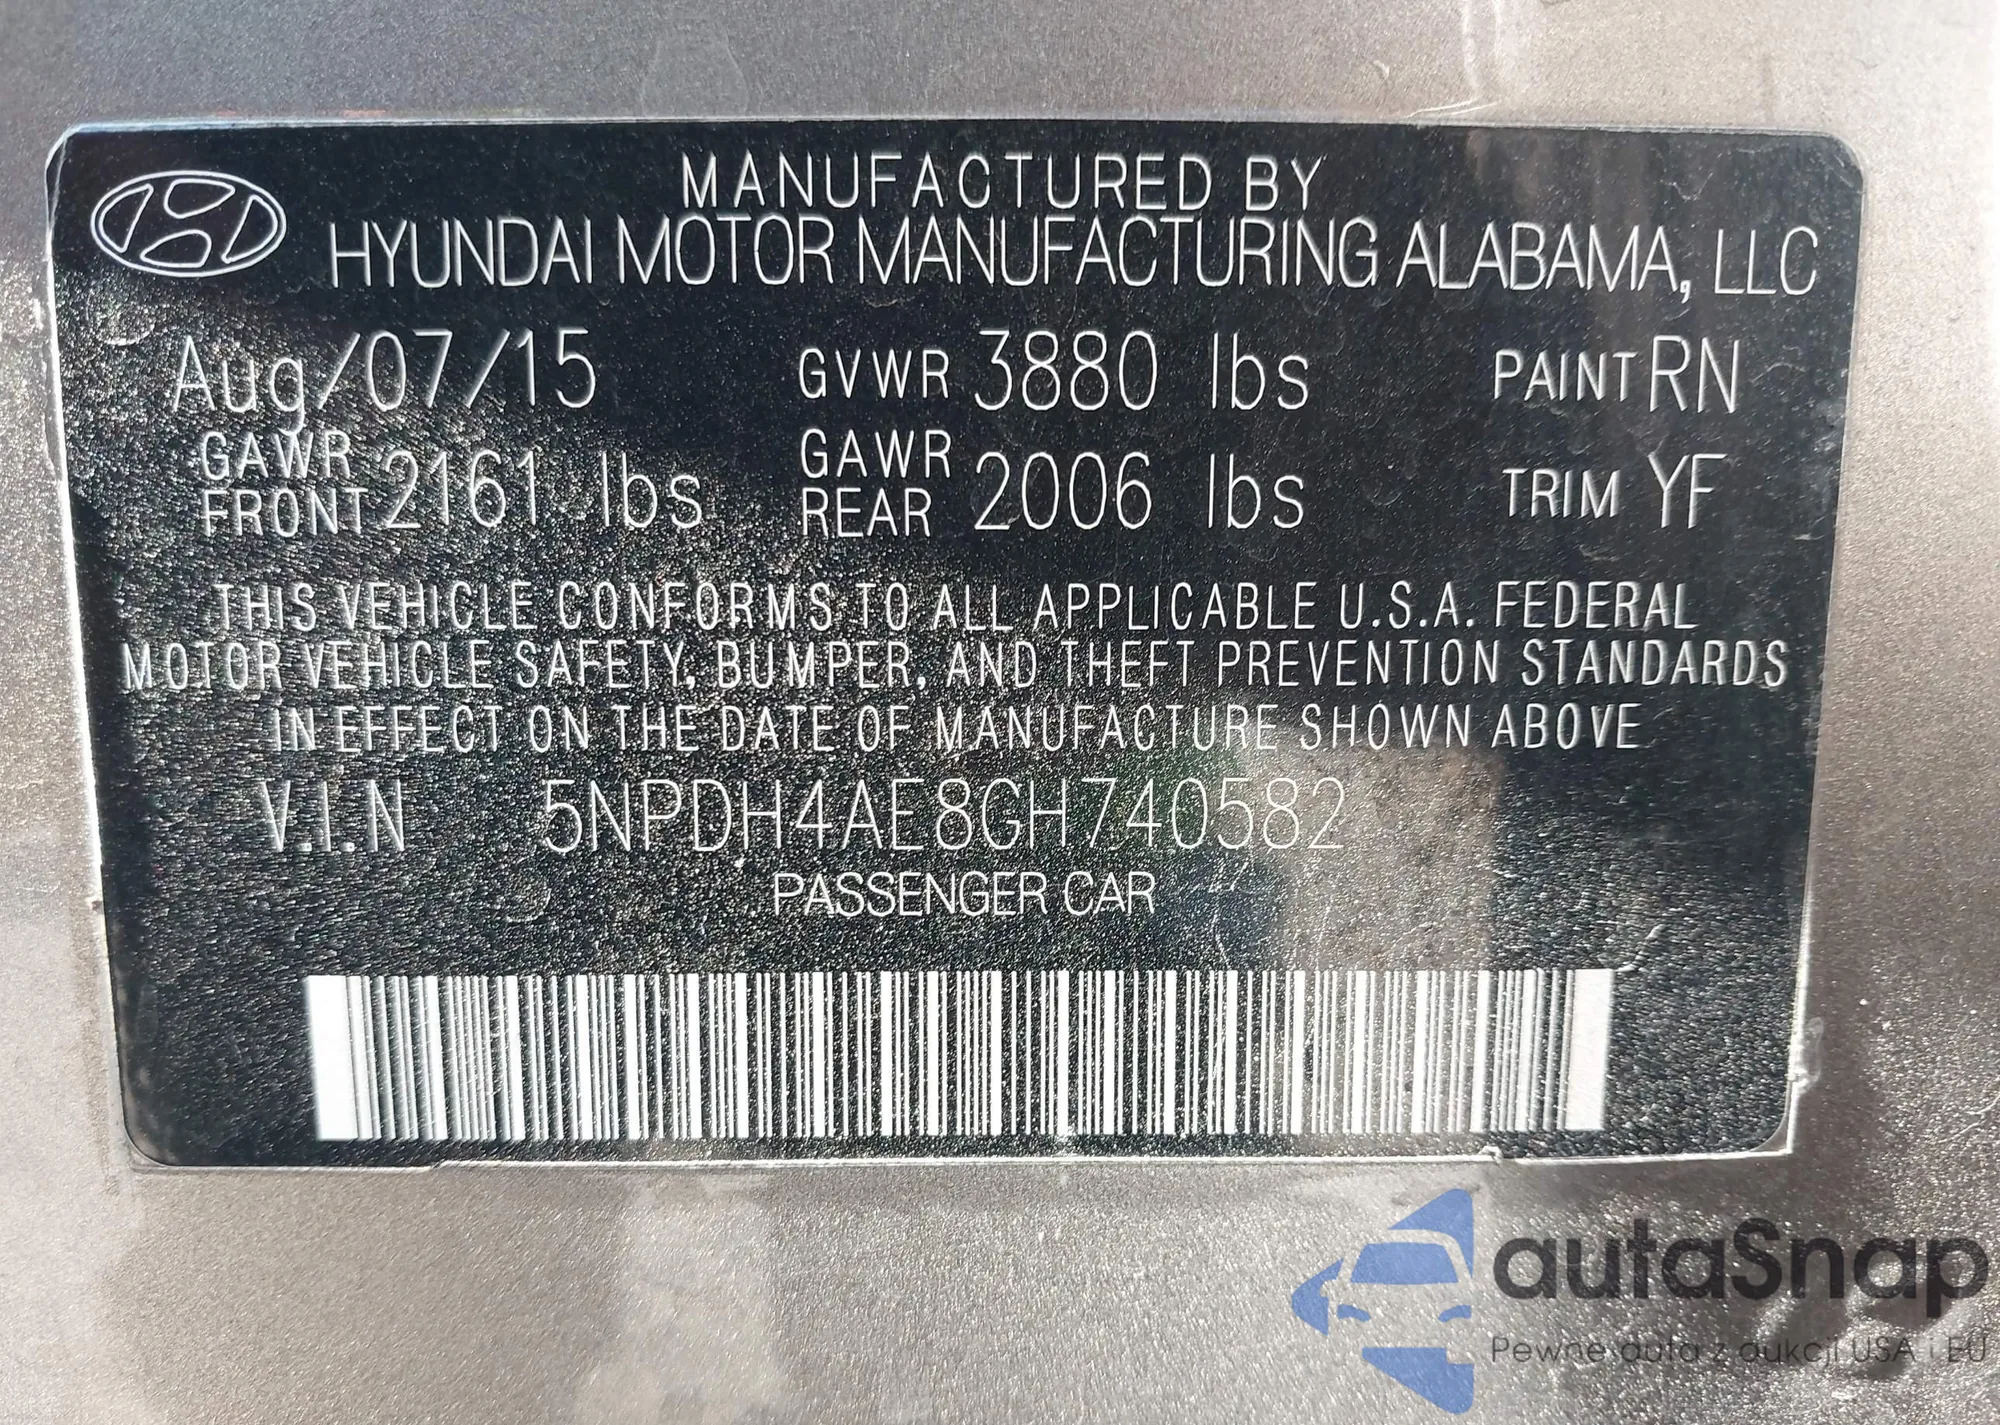 MANUFACTURED BY
HYUNDAI MOTOR MANUFACTURING ALABAMA, LLC
Aug/07/15 GVWR 3880 lbs PAINT RN
GAWR FRONT 2161 lbs GAWR REAR 2006 lbs TRIM YF
THIS VEHICLE CONFORMS TO ALL APPLICABLE U.S.A. FEDERAL
MOTOR VEHICLE SAFETY, BUMPER, AND THEFT PREVENTION STANDARDS
IN EFFECT ON THE DATE OF MANUFACTURE SHOWN ABOVE
V.I.N 5NPDH4AE8GH740582
PASSENGER CAR
autaSnap
Pewne auta z aukcji USA i EU